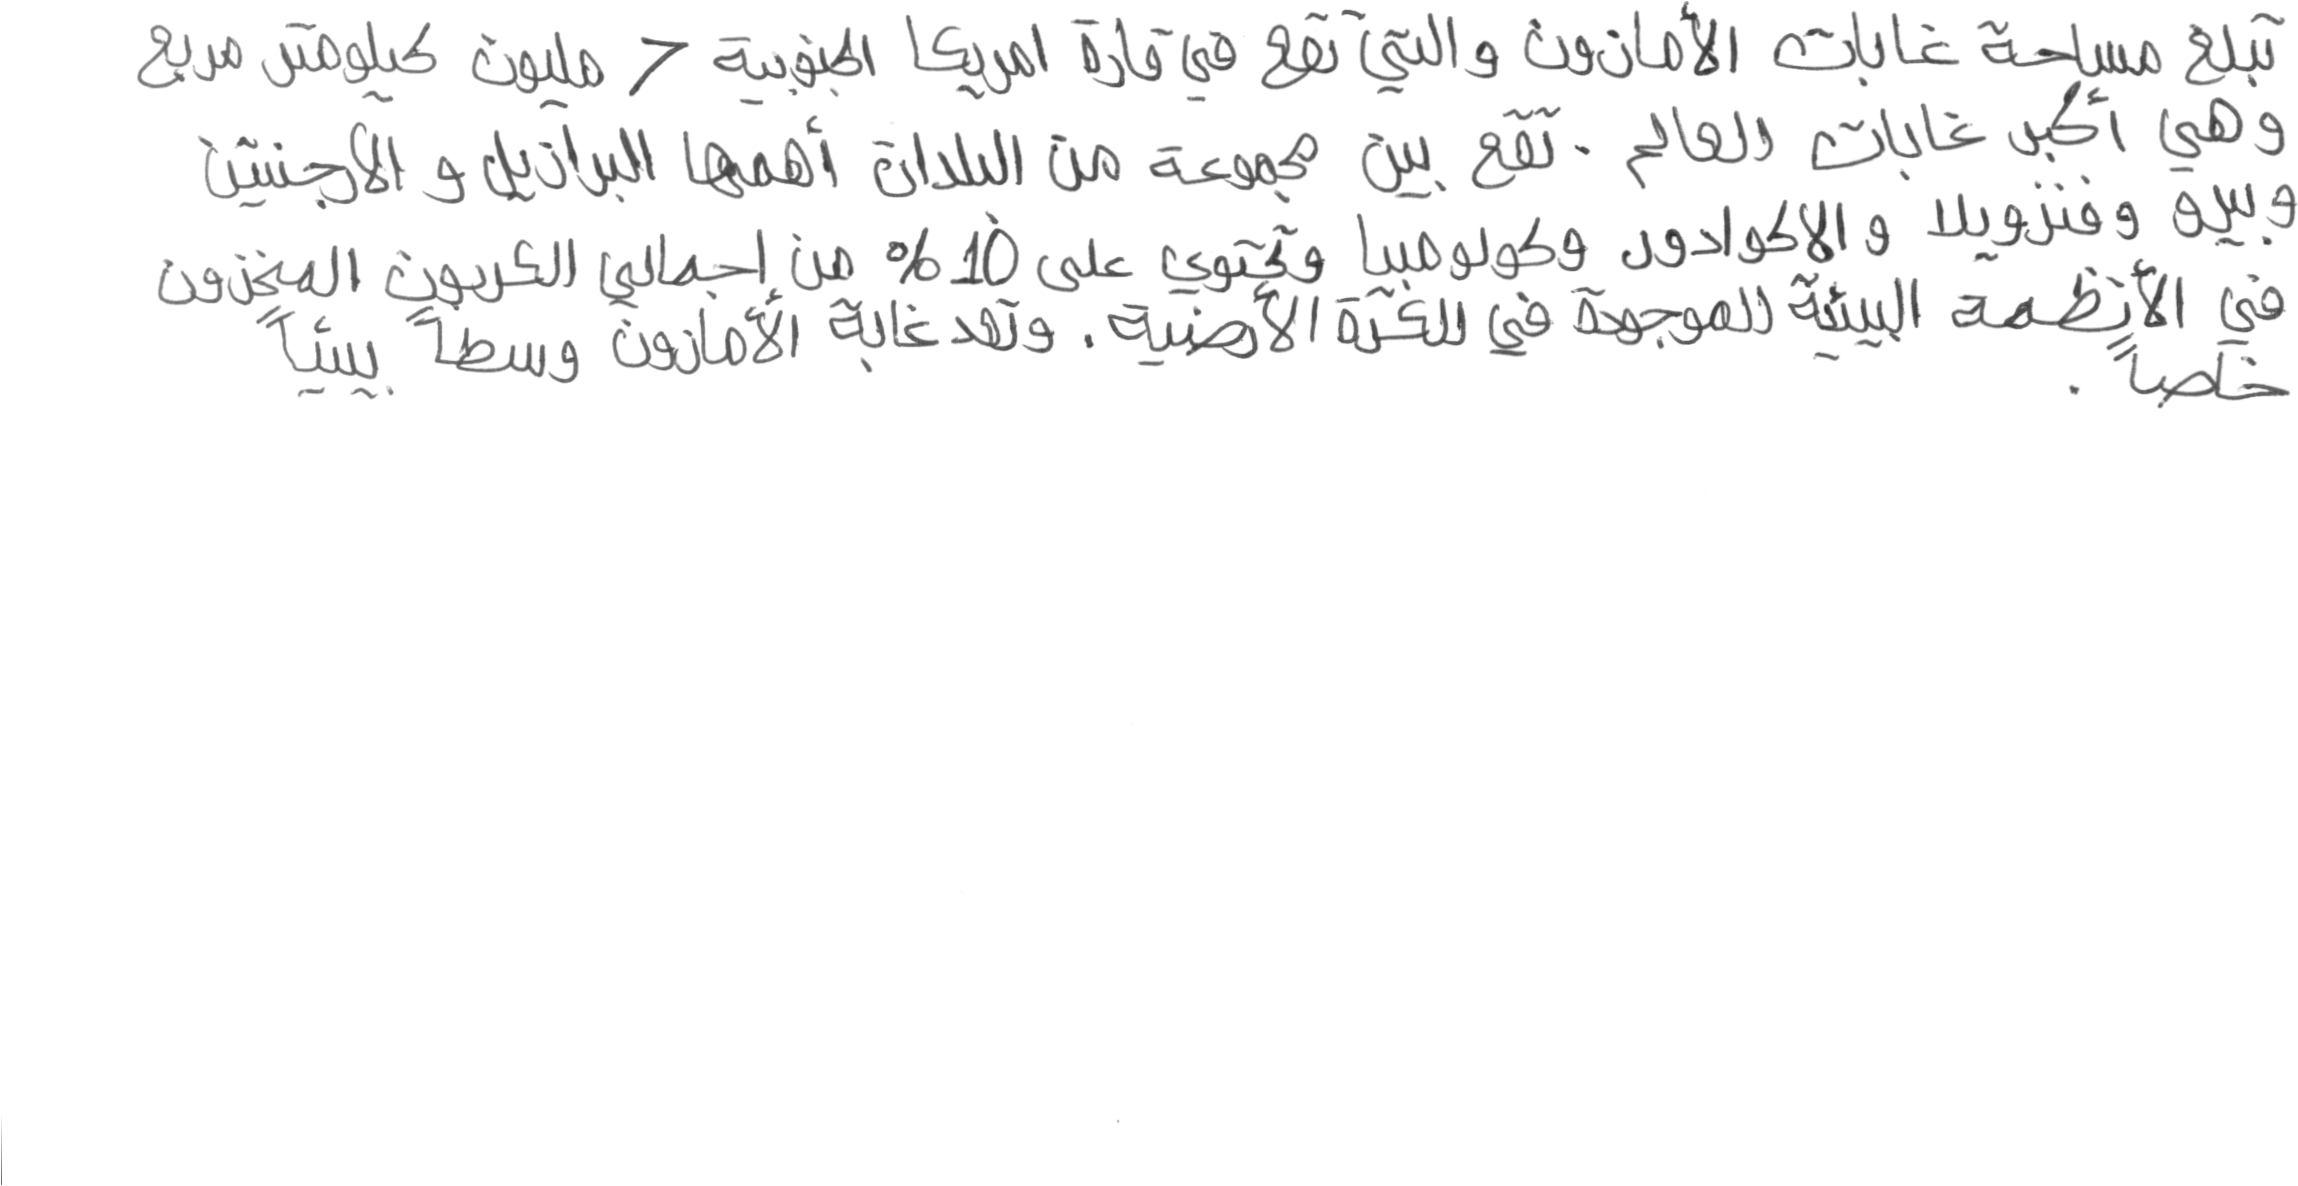 تبلغ مساحة غابات الأمازون والتي تقع في قارة امريكا الجنوبية 7 مليون كيلومتر مربع
وهي أكبر غابات العالم . تقع بين مجموعة من البلدان أهمها البرازيل و الأرجنتين
وبيرو وفنزويلا والاكوادور وكولومبيا وتحتوي على 10 % من إجمالي الكربون المخزون
في الأنظمة البيئية الموجودة في الكرة الأرضية . وتعد غابة الأمازون وسطاً بيئياً
خاصاً .